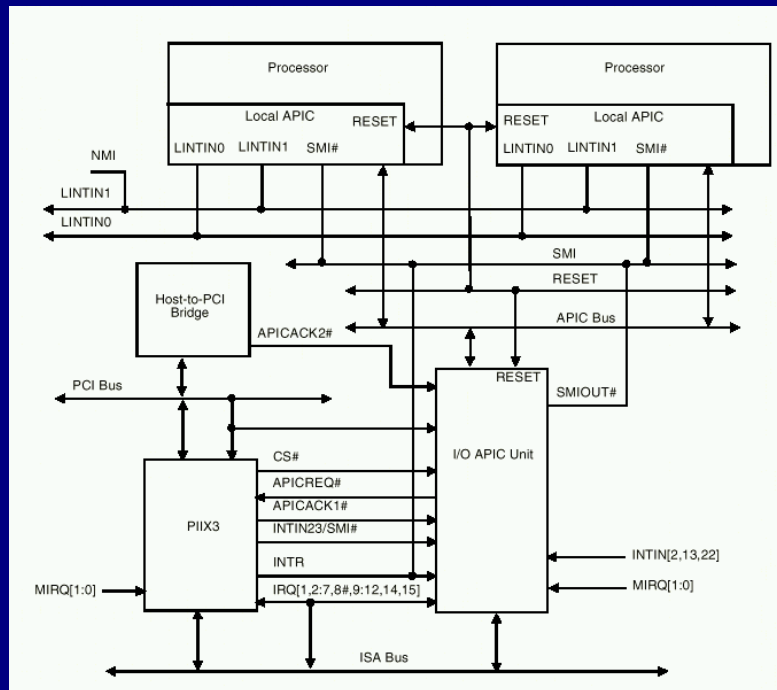 Processor
Processor
Local APIC
RESET
RESET
Local APIC
LINTIN0
LINTIN1
SMI#
LINTIN0
LINTIN1
SMI#
NMI
LINTIN1
LINTIN0
SMI
RESET
Host-to-PCI
Bridge
APICACK2#
APIC Bus
RESET
PCI Bus
SMIOUT#
CS#
I/O APIC Unit
APICREQ#
APICACK1#
PIIX3
INTIN23/SMI#
INTR
INTIN[2,13,22]
MIRQ[1:0]
IRQ[1,2:7,8#,9:12,14,15]
MIRQ[1:0]
ISA Bus